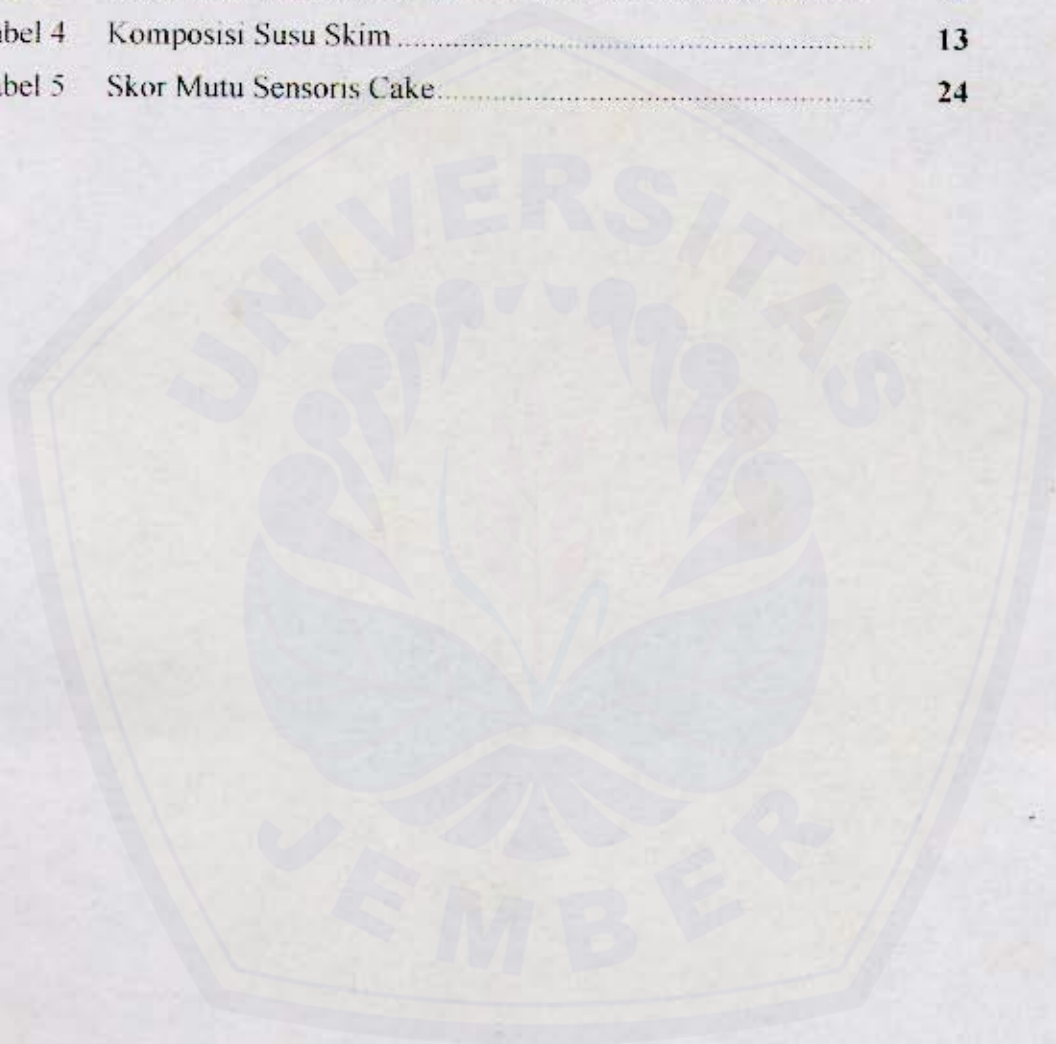 abel 4 Komposisi Susu Skim ........................ 13
abel 5 Skor Mutu Sensoris Cake ........................ 24
UNIVERSITAS
JEMBER